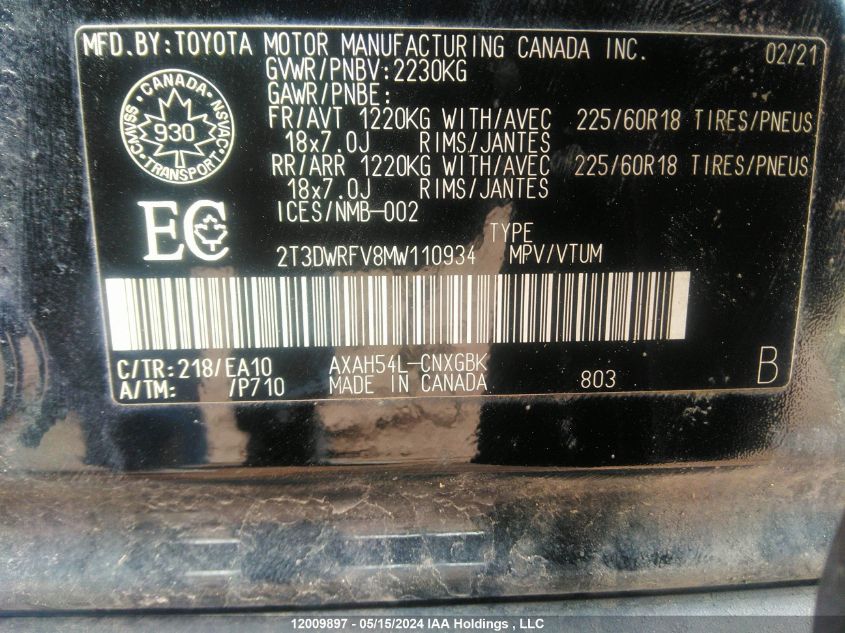 MFD.BY:TOYOTA MOTOR MANUFACTURING CANADA INC. 02/21
GVWR/PNBV:2230KG
GAWR/PNBE:
FR/AVT 1220KG WITH/AVEC 225/60R18 TIRES/PNEUS
18x7.0J RIMS/JANTES
RR/ARR 1220KG WITH/AVEC 225/60R18 TIRES/PNEUS
18x7.0J RIMS/JANTES
ICES/NMB-002
CANADA
CMVSS NSVAC
930
TRANSPORT
EC
TYPE
2T3DWRFV8MW110934 MPV/VTUM
C/TR:218/EA10 AXAH54L-CNXGBK
A/TM: /P710 MADE IN CANADA 803 B
12009897 - 05/15/2024 IAA Holdings , LLC